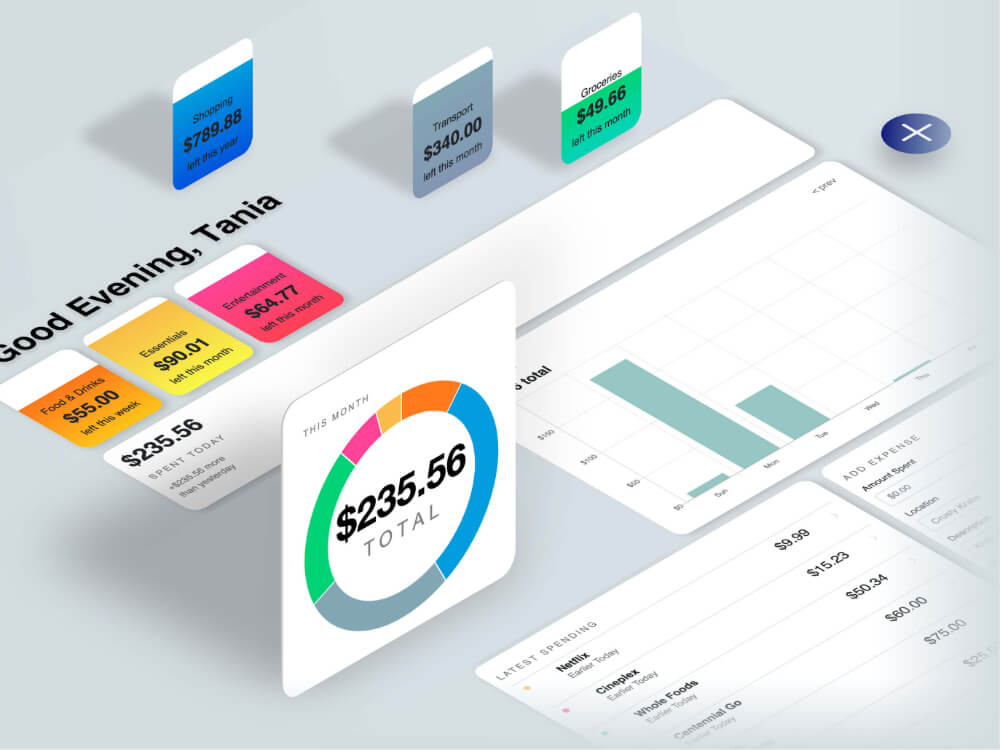 Shopping
$789.88
left this year
Transport
$340.00
left this month
Groceries
$49.66
left this month
Good Evening, Tania
Food & Drinks
$55.00
left this week
Essentials
$90.01
left this month
Entertainment
$64.77
left this month
$235.56
SPENT TODAY
+$235.56 more
than yesterday
THIS MONTH
$235.56
TOTAL
< prev
total
$150
$100
$50
$0
Sun
Mon
Tue
Wed
Thu
ADD EXPENSE
Amount Spent
$0.00
Location
Description
LATEST SPENDING
Netflix
Earlier Today
$9.99
Cineplex
Earlier Today
$15.23
Whole Foods
Earlier Today
$50.34
Centennial Go
Earlier Today
$60.00
$75.00